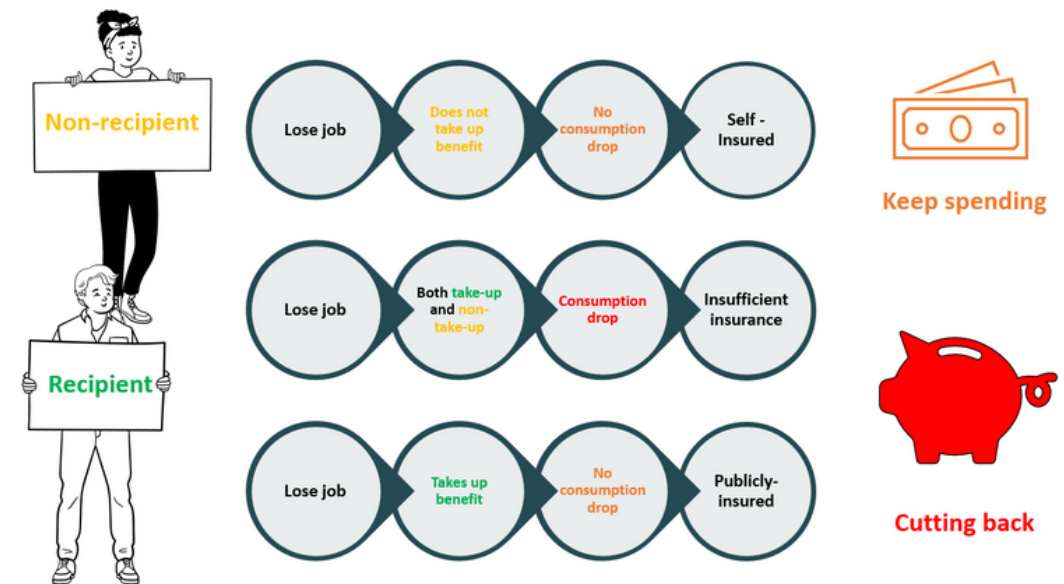 Non-recipient
Lose job
Does not
take up
benefit
No
consumption
drop
Self -
Insured
Keep spending
Recipient
Lose job
Both take-up
and non-
take-up
Consumption
drop
Insufficient
insurance
Lose job
Takes up
benefit
No
consumption
drop
Publicly-
insured
Cutting back